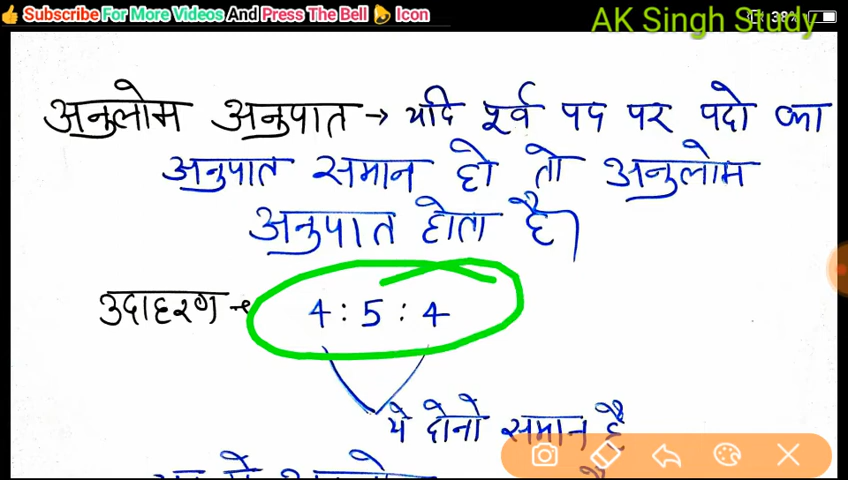 👍 Subscribe For More Videos And Press The Bell 🔔 Icon
38%
AK Singh Study
अनुलोम अनुपात → यदि पूर्व पद पर पदो का
अनुपात समान हो तो अनुलोम
अनुपात होता है।
उदाहरण → 4 : 5 : 4
ये दोनो समान है